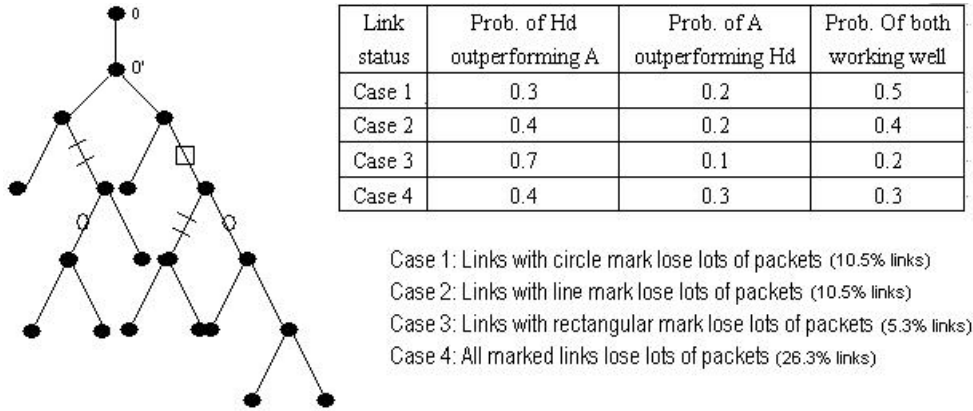 0
0'
Link status | Prob. of Hd outperforming A | Prob. of A outperforming Hd | Prob. Of both working well
Case 1 | 0.3 | 0.2 | 0.5
Case 2 | 0.4 | 0.2 | 0.4
Case 3 | 0.7 | 0.1 | 0.2
Case 4 | 0.4 | 0.3 | 0.3
Case 1: Links with circle mark lose lots of packets (10.5% links)
Case 2: Links with line mark lose lots of packets (10.5% links)
Case 3: Links with rectangular mark lose lots of packets (5.3% links)
Case 4: All marked links lose lots of packets (26.3% links)